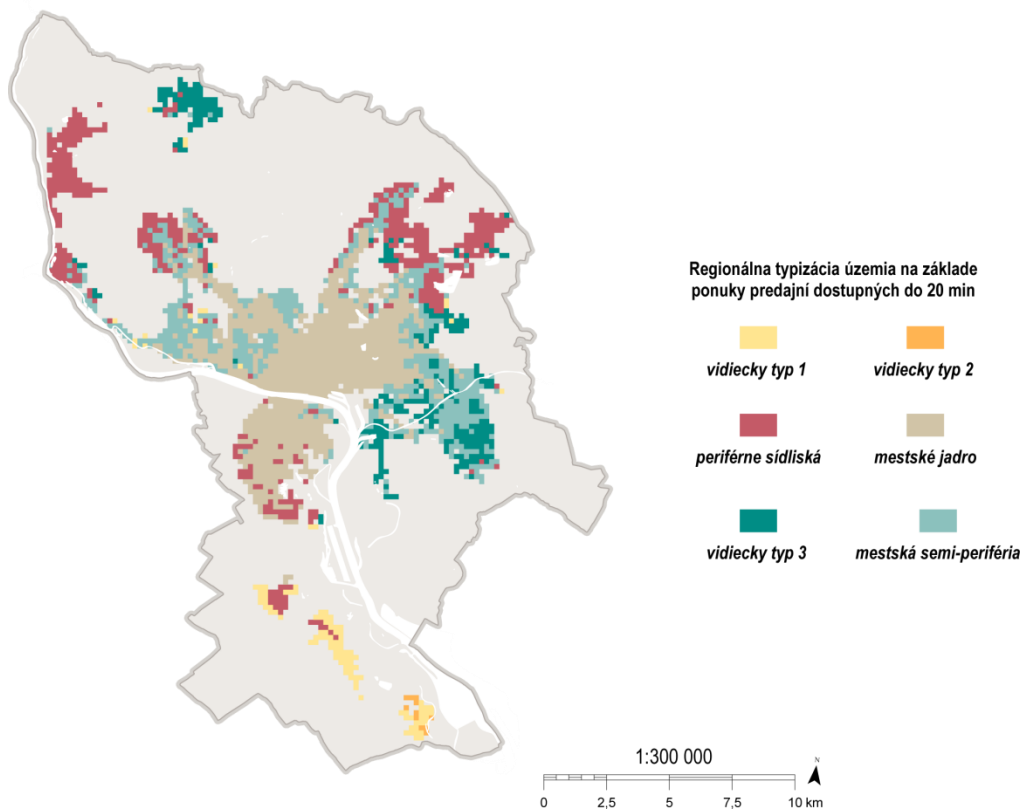 Regionálna typizácia územia na základe
ponuky predajní dostupných do 20 min
vidiecky typ 1
vidiecky typ 2
periférne sídliská
mestské jadro
vidiecky typ 3
mestská semi-periféria
1:300 000
N
0 2,5 5 7,5 10 km